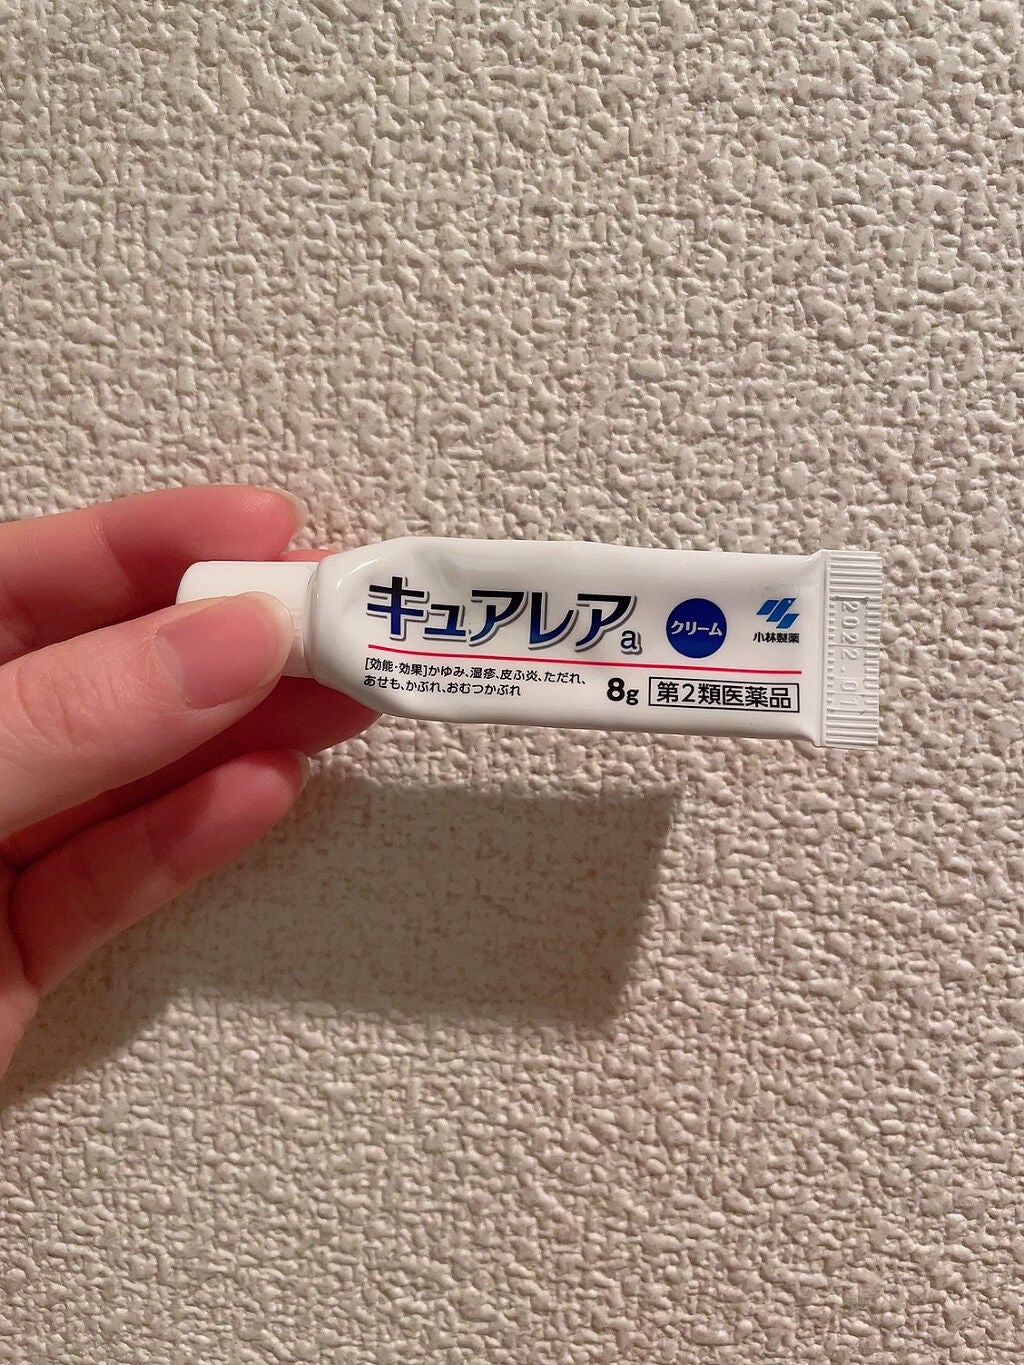 キュアレアa
クリーム
小林製薬
[効能・効果]かゆみ、湿疹、皮ふ炎、ただれ、
あせも、かぶれ、おむつかぶれ
8g 第2類医薬品
2022.01